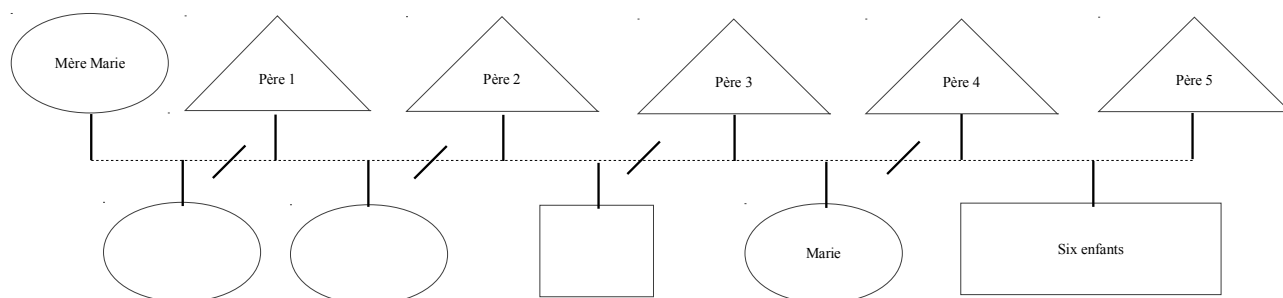 Mère Marie
Père 1
Père 2
Père 3
Père 4
Père 5
Marie
Six enfants